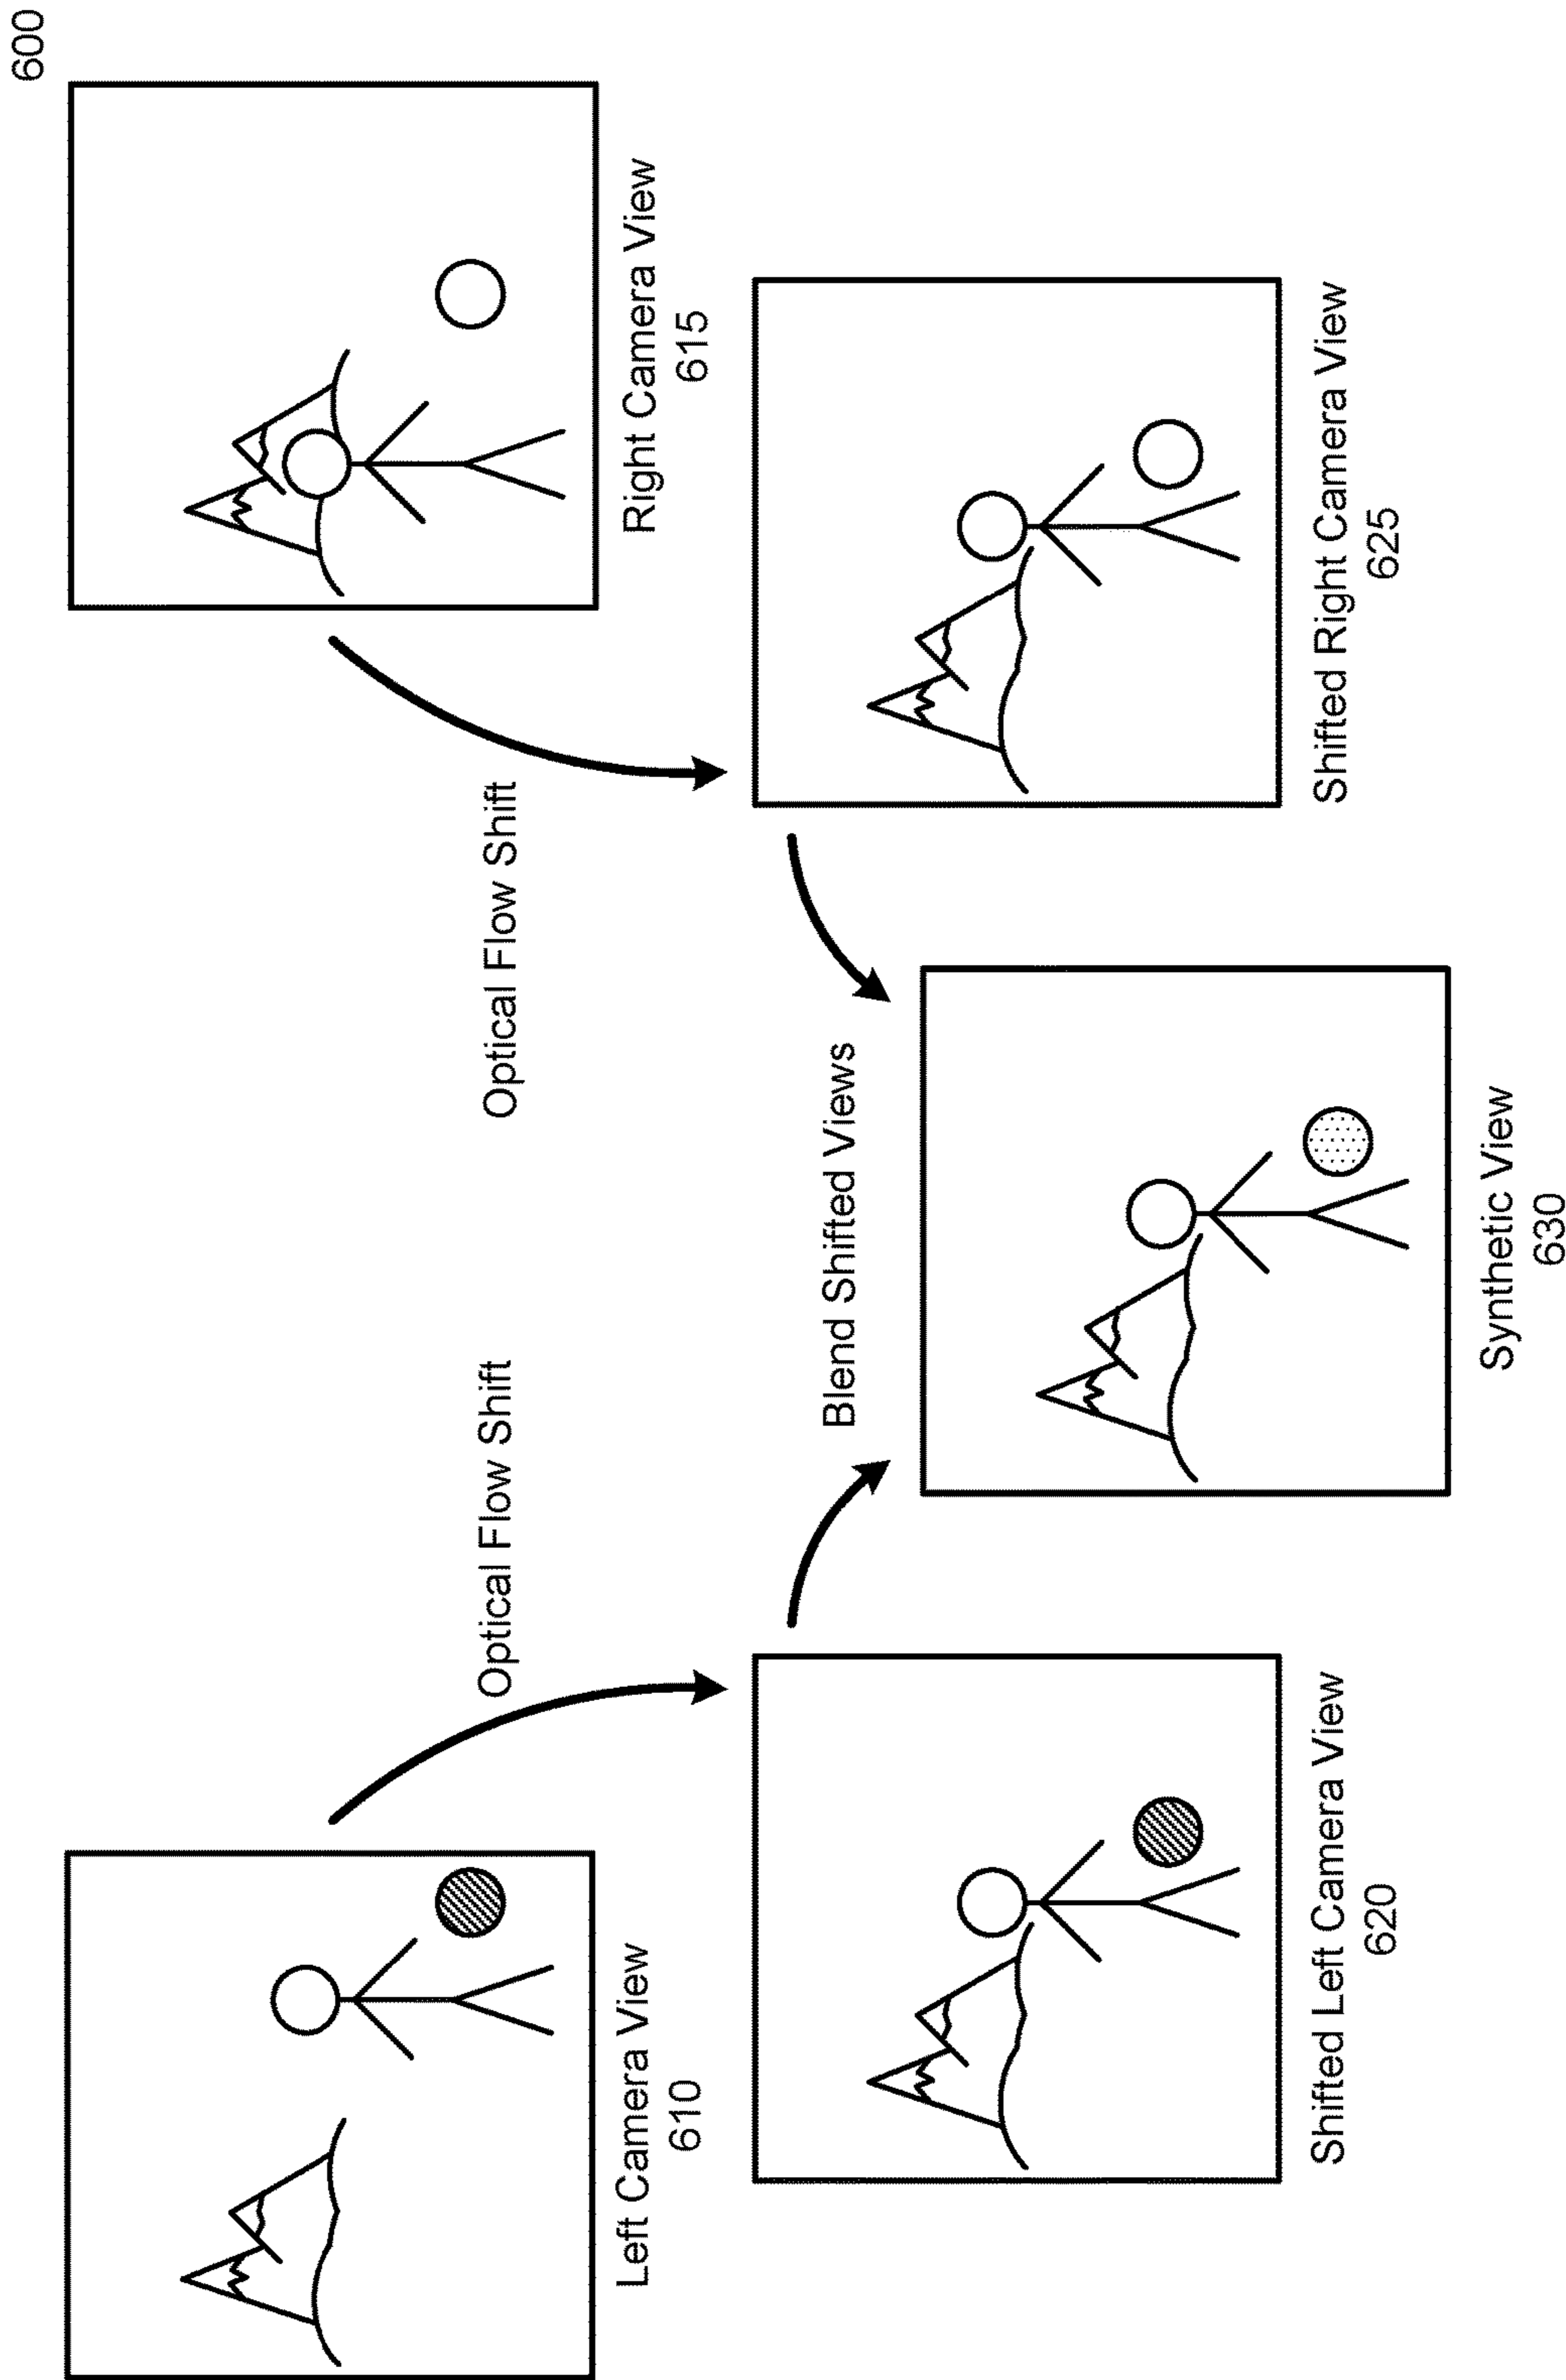 600
Left Camera View
610
Right Camera View
615
Optical Flow Shift
Optical Flow Shift
Blend Shifted Views
Shifted Left Camera View
620
Shifted Right Camera View
625
Synthetic View
630